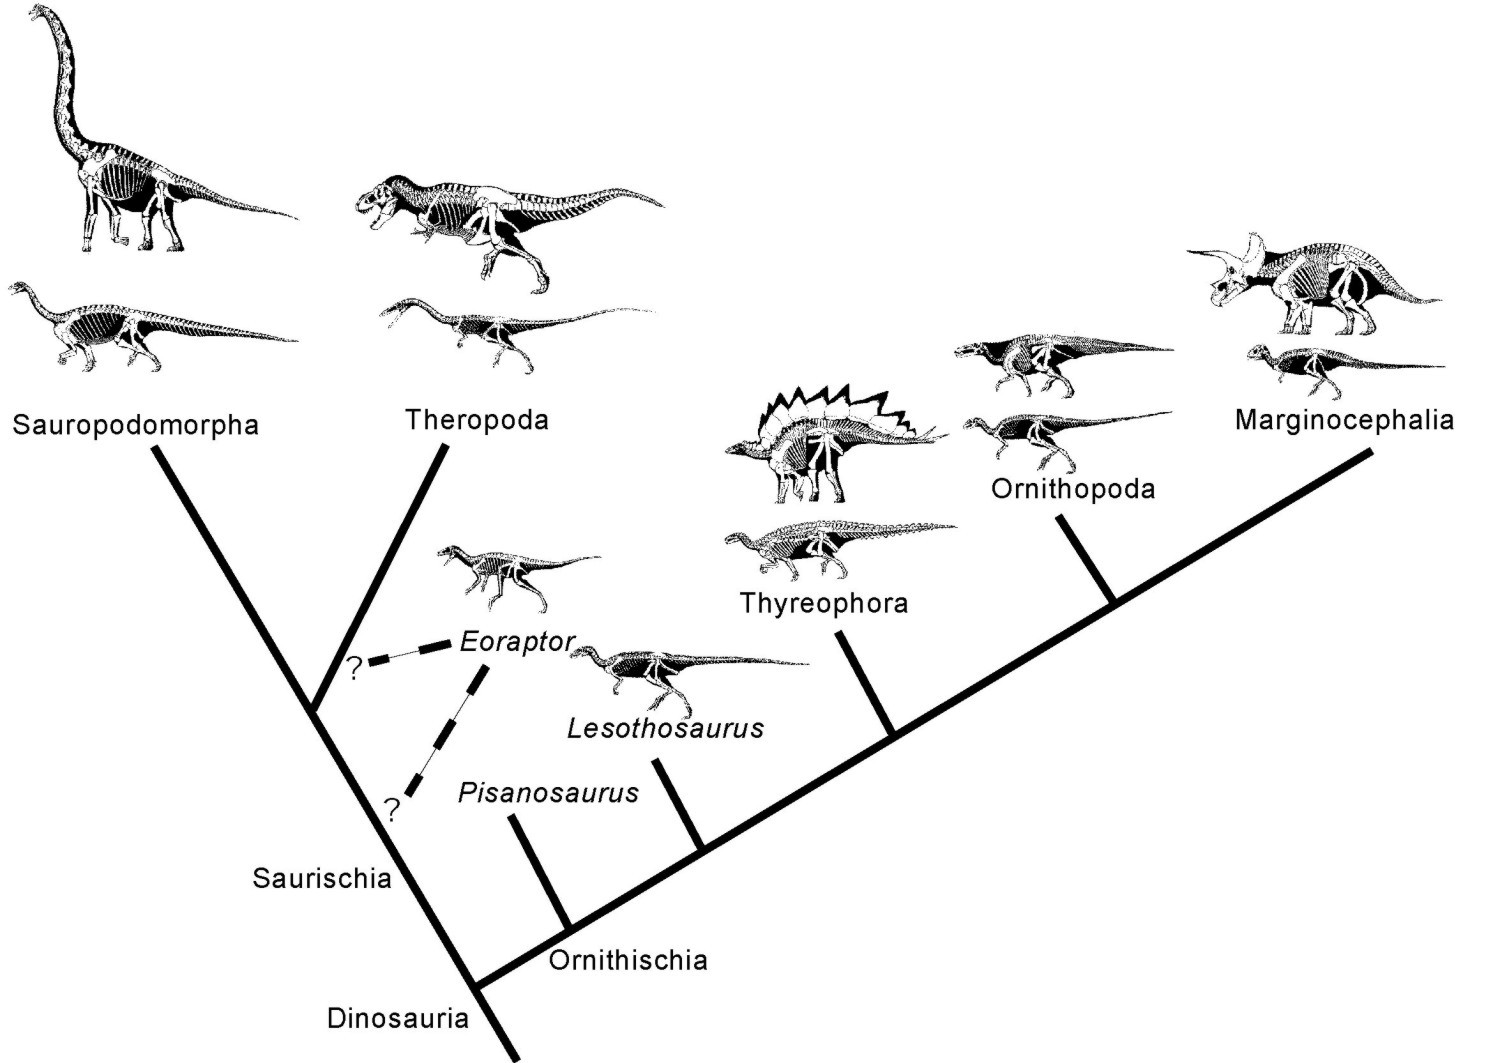 Sauropodomorpha
Theropoda
Marginocephalia
Ornithopoda
Thyreophora
Eoraptor
?
Lesothosaurus
Pisanosaurus
?
Saurischia
Ornithischia
Dinosauria